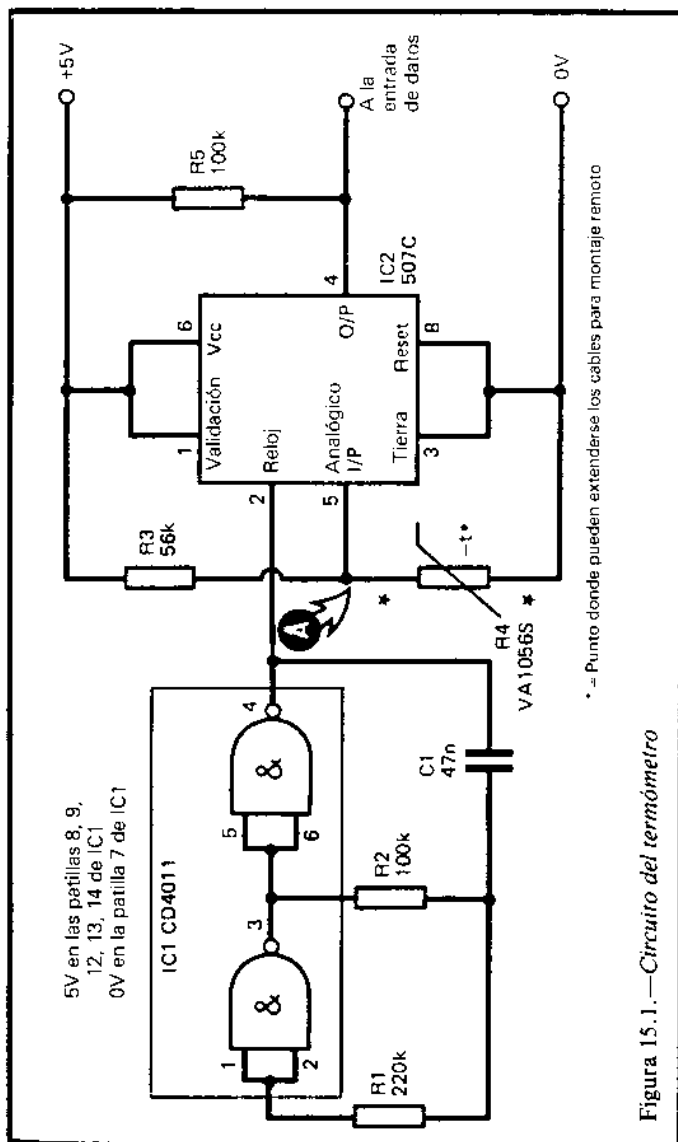 5V en las patillas 8, 9,
12, 13, 14 de IC1
0V en la patilla 7 de IC1
IC1 CD4011
1
2
&
3
5
6
&
4
R1
220k
R2
100k
C1
47n
A
R3
56k
*
R4
VA1056S
-t*
*
2
5
3
1
6
8
4
Validación
Vcc
Reloj
Analógico
I/P
O/P
Tierra
Reset
IC2
507C
R5
100k
+5V
A la
entrada
de datos
0V
* = Punto donde pueden extenderse los cables para montaje remoto
Figura 15.1.—Circuito del termómetro